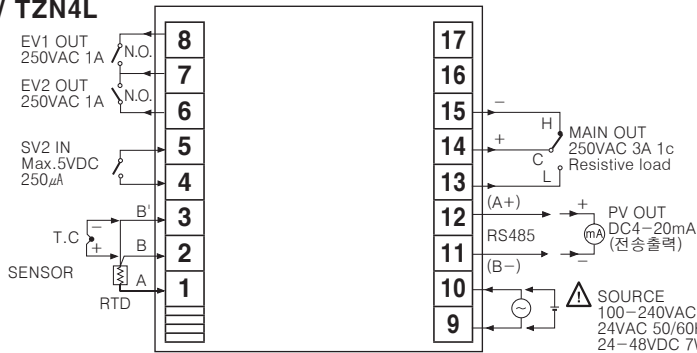 / TZN4L
EV1 OUT
250VAC 1A
N.O.
EV2 OUT
250VAC 1A
N.O.
SV2 IN
Max.5VDC
250㎂
T.C
−
+
B'
B
A
SENSOR
RTD
8
7
6
5
4
3
2
1
17
16
15
14
13
12
11
10
9
−
+
H
C
L
MAIN OUT
250VAC 3A 1c
Resistive load
(A+)
RS485
(B−)
+
mA
−
PV OUT
DC4−20mA
(전송출력)
SOURCE
100−240VAC
24VAC 50/60
24−48VDC 7